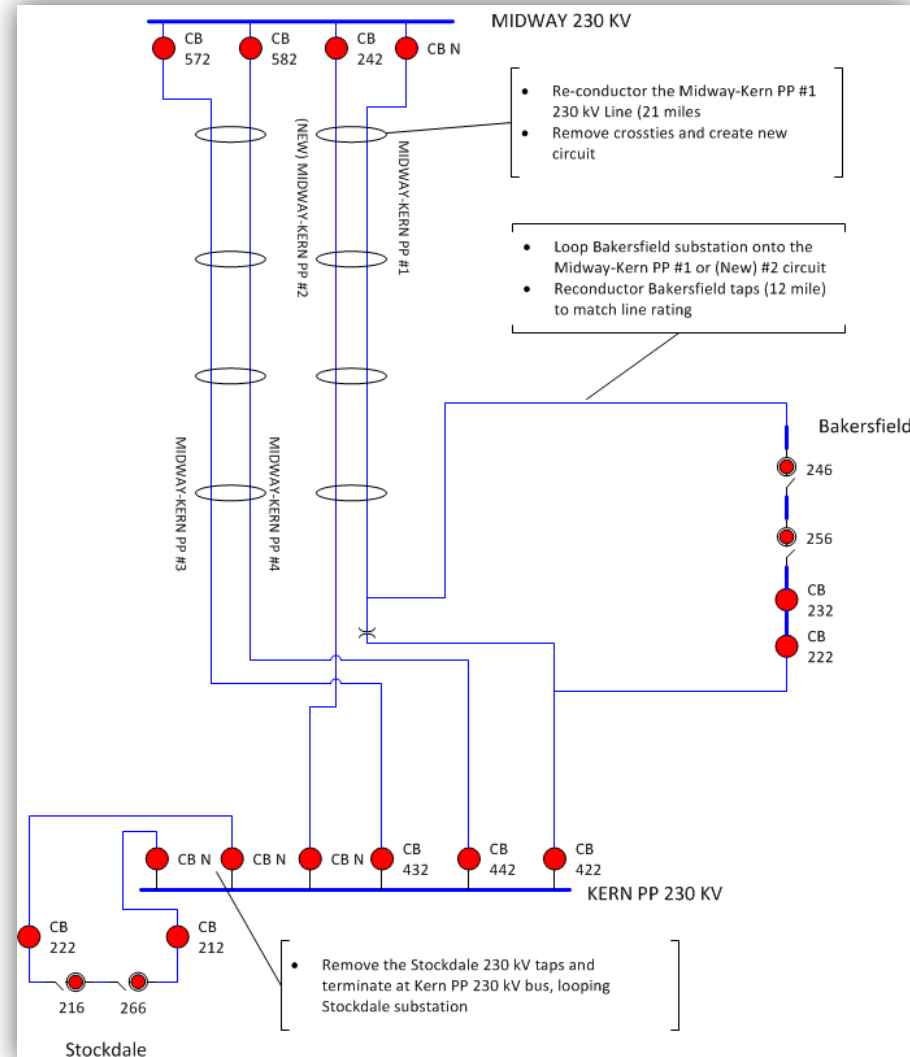 MIDWAY 230 KV
CB
572
CB
582
CB
242
CB N
• Re-conductor the Midway-Kern PP #1
230 kV Line (21 miles
• Remove crossties and create new
circuit
(NEW) MIDWAY-KERN PP #2
MIDWAY-KERN PP #1
• Loop Bakersfield substation onto the
Midway-Kern PP #1 or (New) #2 circuit
• Reconductor Bakersfield taps (12 mile)
to match line rating
MIDWAY-KERN PP #3
MIDWAY-KERN PP #4
Bakersfield
246
256
CB
232
CB
222
CB N
CB N
CB N
CB
432
CB
442
CB
422
KERN PP 230 KV
CB
222
CB
212
216
266
Stockdale
• Remove the Stockdale 230 kV taps and
terminate at Kern PP 230 kV bus, looping
Stockdale substation